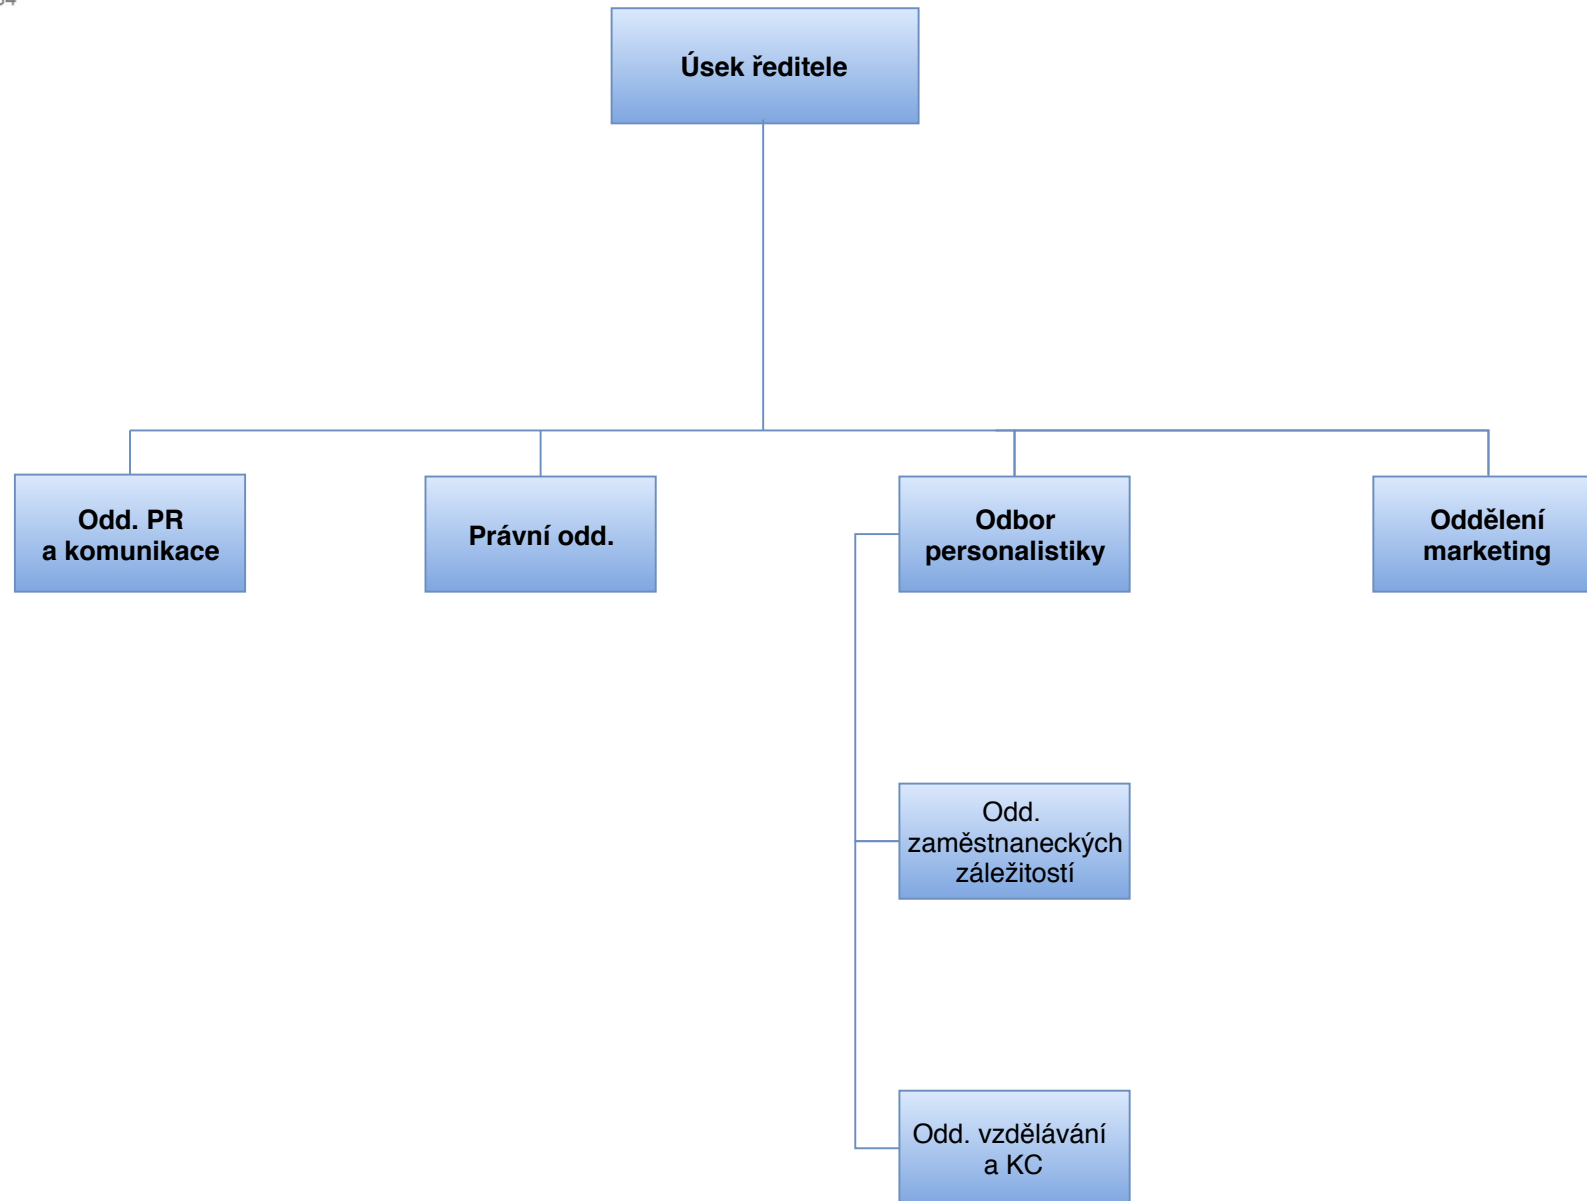 Úsek ředitele
Odd. PR
a komunikace
Právní odd.
Odbor
personalistiky
Oddělení
marketing
Odd.
zaměstnaneckých
záležitostí
Odd. vzdělávání
a KC